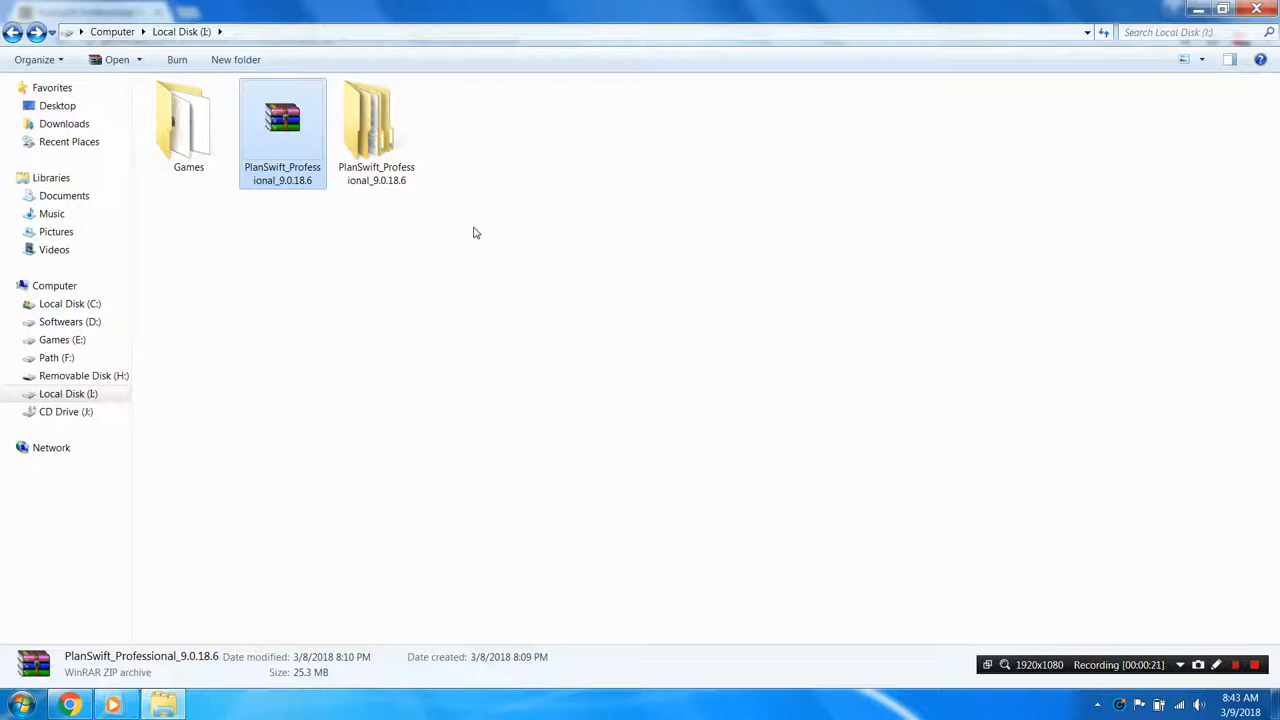 Computer Local Disk (I:)
Search Local Disk (I:)
Organize Open Burn New folder
Favorites
Desktop
Downloads
Recent Places
Libraries
Documents
Music
Pictures
Videos
Computer
Local Disk (C:)
Softwears (D:)
Games (E:)
Path (F:)
Removable Disk (H:)
Local Disk (I:)
CD Drive (J:)
Network
Games
PlanSwift_Profess
ional_9.0.18.6
PlanSwift_Profess
ional_9.0.18.6
PlanSwift_Professional_9.0.18.6 Date modified: 3/8/2018 8:10 PM Date created: 3/8/2018 8:09 PM
WinRAR ZIP archive Size: 25.3 MB
1920x1080 Recording [00:00:21]
8:43 AM
3/9/2018